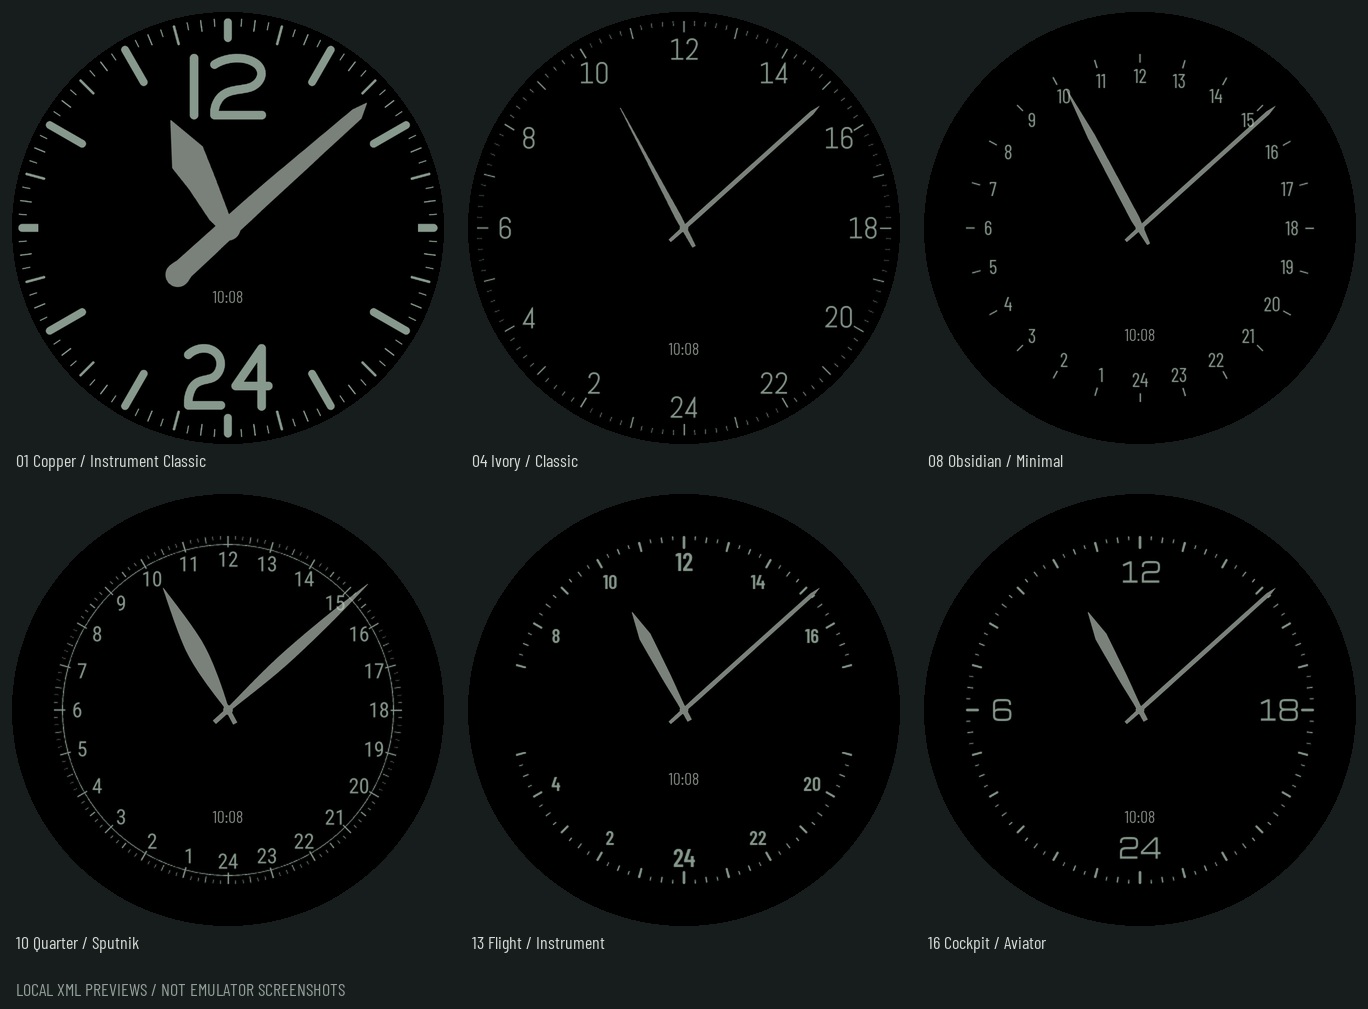 12
10:08
24
01 Copper / Instrument Classic
12
10 14
8 16
6 18
4 20
10:08
2 22
24
04 Ivory / Classic
11 12 13
10 14
9 15
8 16
7 17
6 18
5 19
4 20
3 10:08 21
2 22
1 24 23
08 Obsidian / Minimal
11 12 13
10 14
9 15
8 16
7 17
6 18
5 19
4 20
3 10:08 21
2 22
1 24 23
10 Quarter / Sputnik
12
10 14
8 16
10:08
4 20
2 22
24
13 Flight / Instrument
12
6 18
10:08
24
16 Cockpit / Aviator
LOCAL XML PREVIEWS / NOT EMULATOR SCREENSHOTS